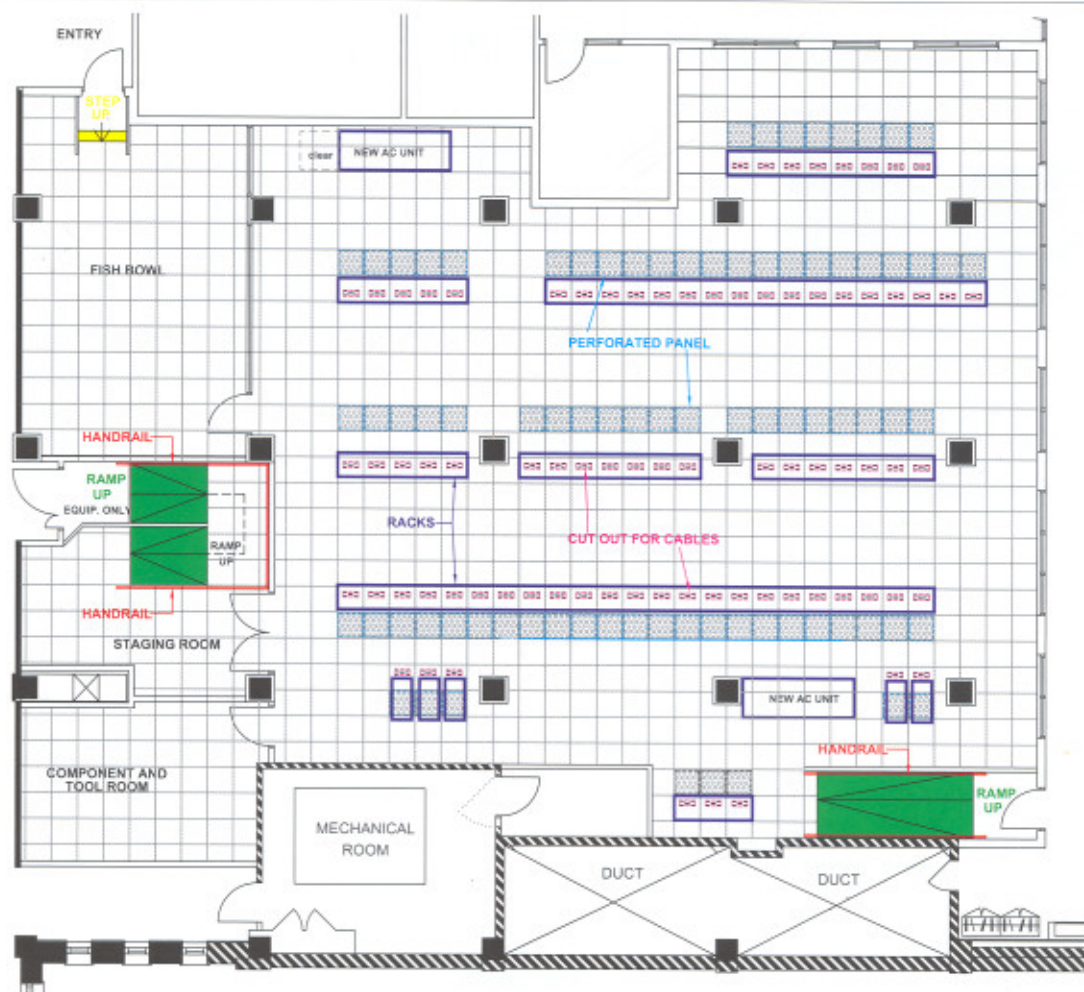 ENTRY
STEP
UP
clear
NEW AC UNIT
FISH BOWL
PERFORATED PANEL
HANDRAIL
RAMP
UP
EQUIP. ONLY
RACKS
CUT OUT FOR CABLES
RAMP
UP
HANDRAIL
STAGING ROOM
NEW AC UNIT
HANDRAIL
COMPONENT AND
TOOL ROOM
RAMP
UP
MECHANICAL
ROOM
DUCT
DUCT